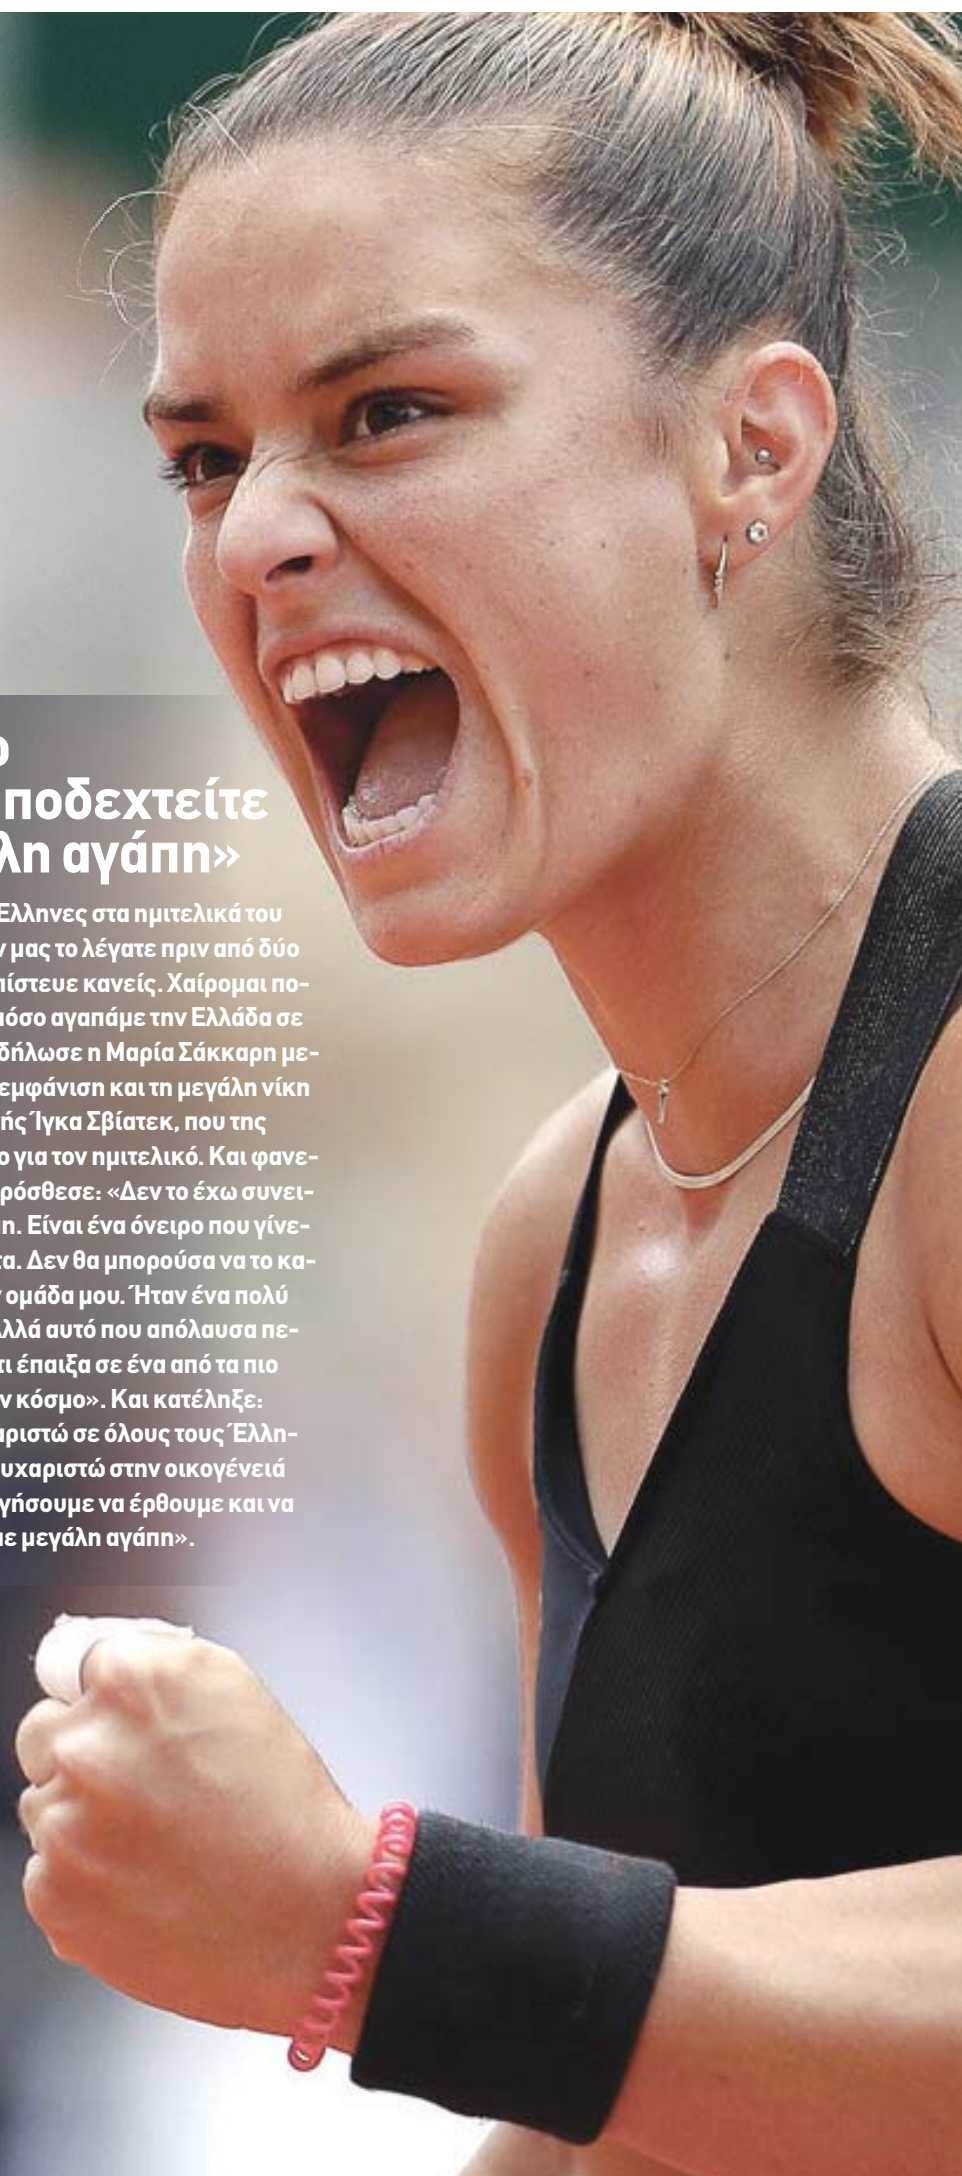 ποδεχτείτε
λη αγάπη»
Έλληνες στα ημιτελικά του
ν μας το λέγατε πριν από δύο
πίστευε κανείς. Χαίρομαι πο-
πόσο αγαπάμε την Ελλάδα σε
δήλωσε η Μαρία Σάκκαρη με-
εμφάνιση και τη μεγάλη νίκη
ής Ίγκα Σβίατεκ, που της
ο για τον ημιτελικό. Και φανε-
ρόσθεσε: «Δεν το έχω συνει-
η. Είναι ένα όνειρο που γίνε-
τα. Δεν θα μπορούσα να το κα-
ν ομάδα μου. Ήταν ένα πολύ
λλά αυτό που απόλαυσα πε-
τι έπαιξα σε ένα από τα πιο
ν κόσμο». Και κατέληξε:
αριστώ σε όλους τους Έλλη-
υχαριστώ στην οικογένειά
γήσουμε να έρθουμε και να
με μεγάλη αγάπη».